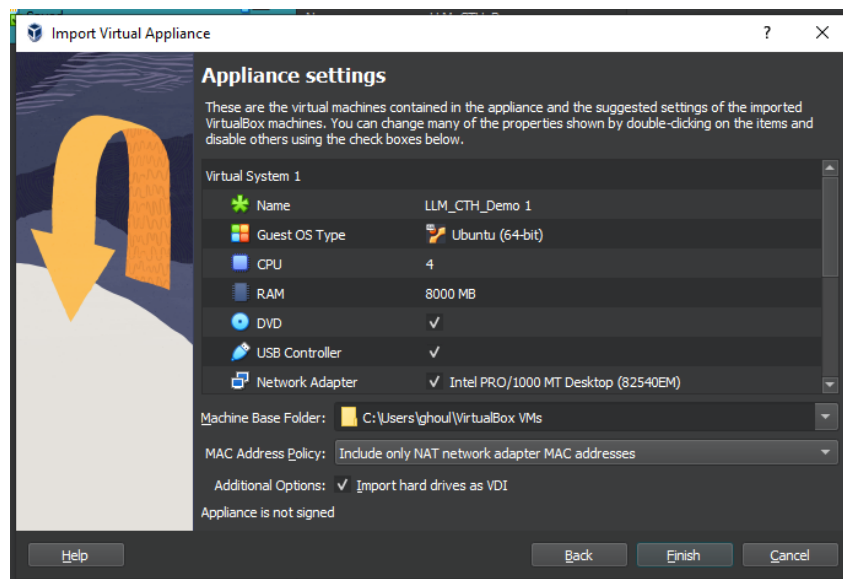 Import Virtual Appliance
?
Appliance settings
These are the virtual machines contained in the appliance and the suggested settings of the imported
VirtualBox machines. You can change many of the properties shown by double-clicking on the items and
disable others using the check boxes below.
Virtual System 1
Name LLM_CTH_Demo 1
Guest OS Type Ubuntu (64-bit)
CPU 4
RAM 8000 MB
DVD
USB Controller
Network Adapter Intel PRO/1000 MT Desktop (82540EM)
Machine Base Folder: C:\Users\ghoul\VirtualBox VMs
MAC Address Policy: Include only NAT network adapter MAC addresses
Additional Options: Import hard drives as VDI
Appliance is not signed
Help Back Finish Cancel